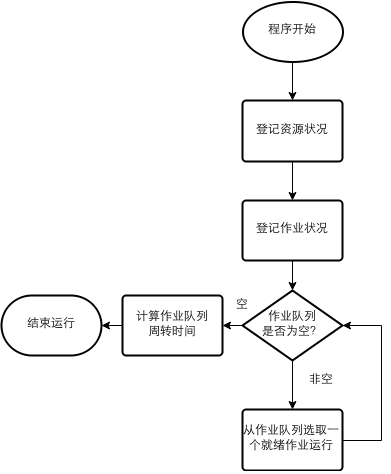 程序开始
登记资源状况
登记作业状况
作业队列
是否为空?
空
计算作业队列
周转时间
结束运行
非空
从作业队列选取一
个就绪作业运行